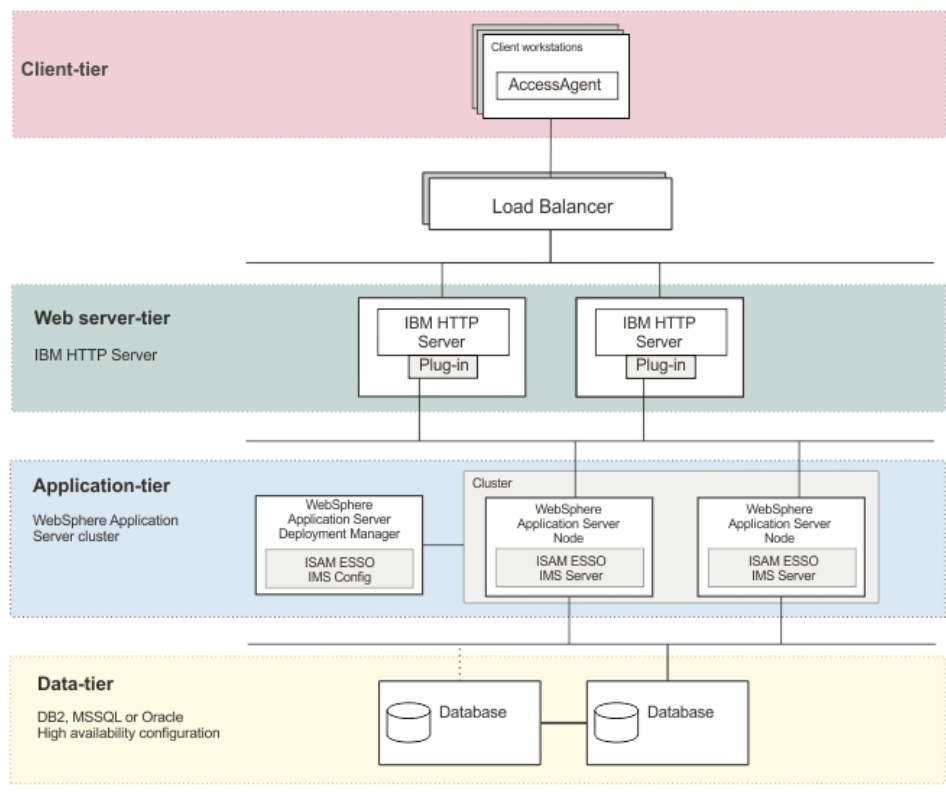 Client-tier
Client workstations
AccessAgent
Load Balancer
Web server-tier
IBM HTTP Server
IBM HTTP
Server
Plug-in
IBM HTTP
Server
Plug-in
Application-tier
WebSphere Application
Server cluster
WebSphere
Application Server
Deployment Manager
ISAM ESSO
IMS Config
Cluster
WebSphere
Application Server
Node
ISAM ESSO
IMS Server
WebSphere
Application Server
Node
ISAM ESSO
IMS Server
Data-tier
DB2, MSSQL or Oracle
High availability configuration
Database
Database